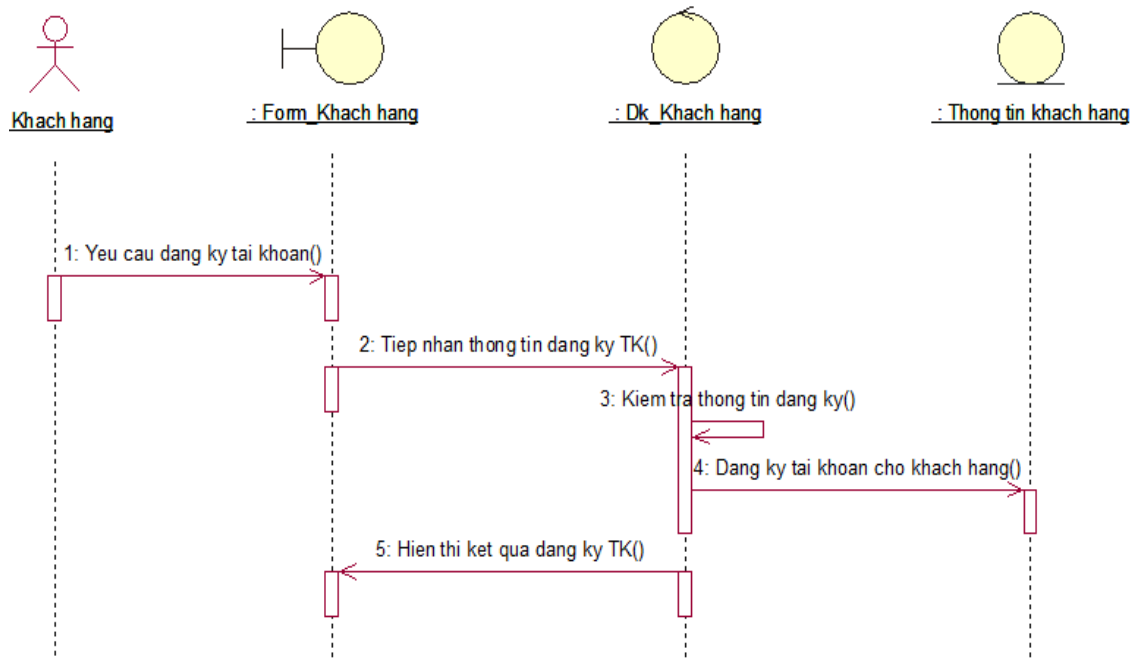 Khach hang
: Form_Khach hang
: Dk_Khach hang
: Thong tin khach hang
1: Yeu cau dang ky tai khoan()
2: Tiep nhan thong tin dang ky TK()
3: Kiem tra thong tin dang ky()
4: Dang ky tai khoan cho khach hang()
5: Hien thi ket qua dang ky TK()